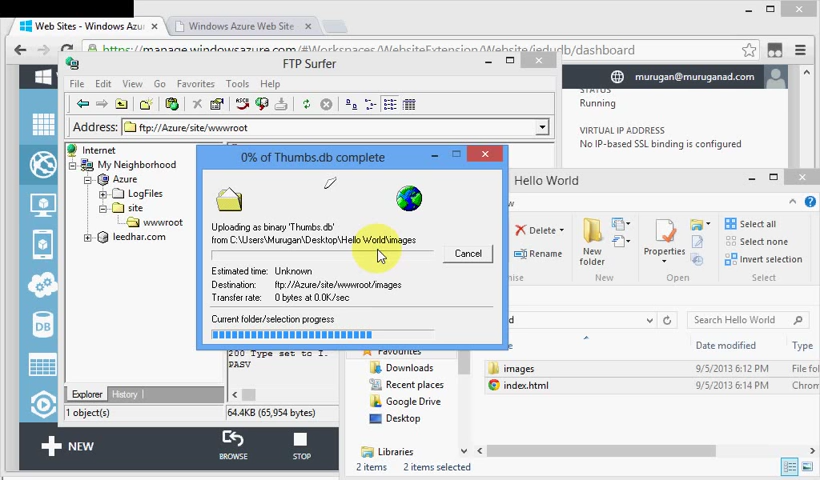 Web Sites - Windows Azur
Windows Azure Web Site
https://manage.windowsazure.com/#Workspaces/WebsiteExtension/Website/jedudb/dashboard
murugan@muruganad.com
STATUS
Running
VIRTUAL IP ADDRESS
No IP-based SSL binding is configured
FTP Surfer
File Edit View Go Favorites Tools Help
Address: ftp://Azure/site/wwwroot
Internet
My Neighborhood
Azure
LogFiles
site
wwwroot
leedhar.com
Explorer History
1 object(s)
200 Type set to I.
PASV
64.4KB (65,954 bytes)
0% of Thumbs.db complete
Uploading as binary 'Thumbs.db'
from C:\Users\Murugan\Desktop\Hello World\images
Cancel
Estimated time: Unknown
Destination: ftp://Azure/site/wwwroot/images
Transfer rate: 0 bytes at 0.0K/sec
Current folder/selection progress
Hello World
Delete
Rename
New folder
Properties
Open
Select all
Select none
Invert selection
Search Hello World
Date modified
Type
Favourites
Downloads
Recent places
Google Drive
Desktop
Libraries
images 9/5/2013 6:12 PM File fol
index.html 9/5/2013 6:14 PM Chrom
2 items 2 items selected
NEW
BROWSE
STOP
DB